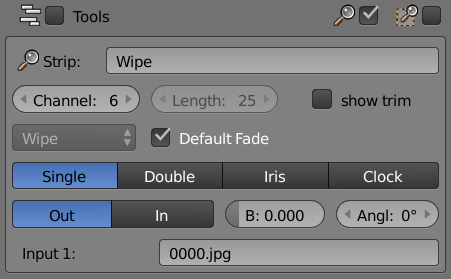 Tools
Strip: Wipe
Channel: 6 Length: 25 show trim
Wipe Default Fade
Single Double Iris Clock
Out In B: 0.000 Angl: 0°
Input 1: 0000.jpg